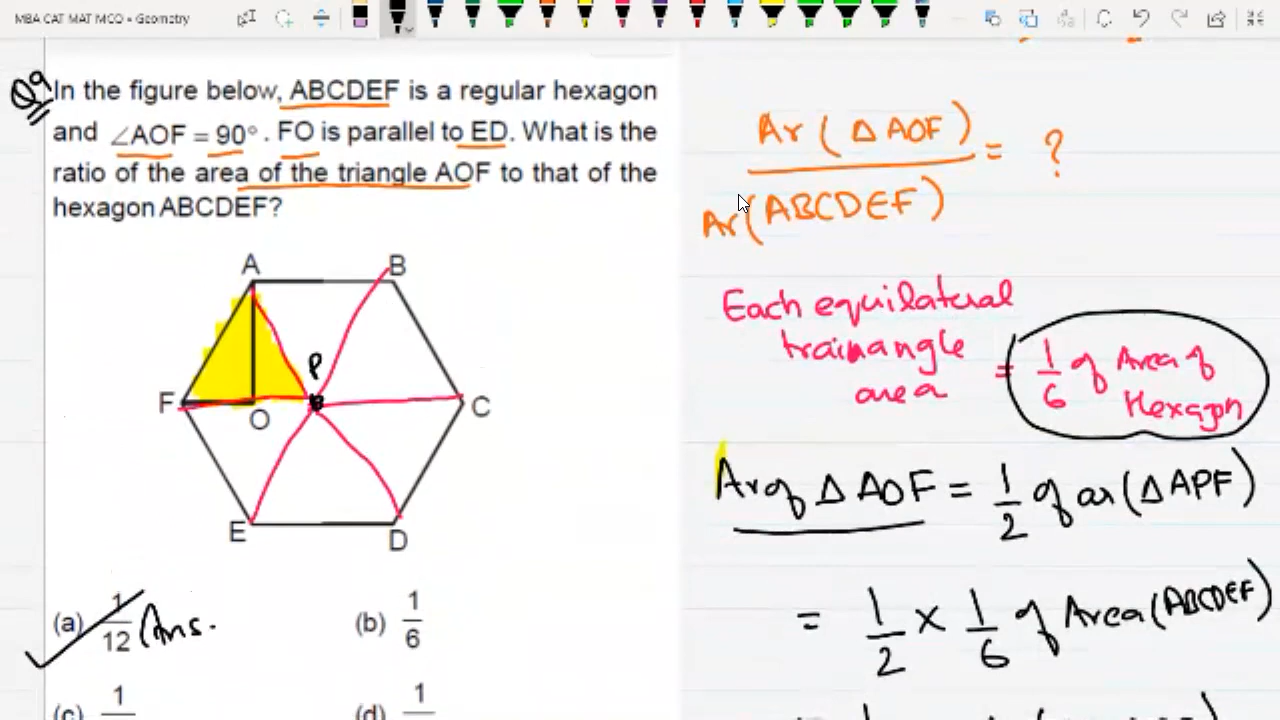 MBA CAT MAT MCQ » Geometry
Q9
In the figure below, ABCDEF is a regular hexagon
and ∠AOF = 90°. FO is parallel to ED. What is the
ratio of the area of the triangle AOF to that of the
hexagon ABCDEF?
A B
P
F O C
E D
(a) 1/12 (Ans.
(b) 1/6
(c) 1
(d) 1
Ar (Δ AOF) = ?
Ar (ABCDEF)
Each equilateral
trainangle
area
= 1/6 of Area of
Hexagon
Ar of Δ AOF = 1/2 of ar (Δ APF)
= 1/2 × 1/6 of Area (ABCDEF)